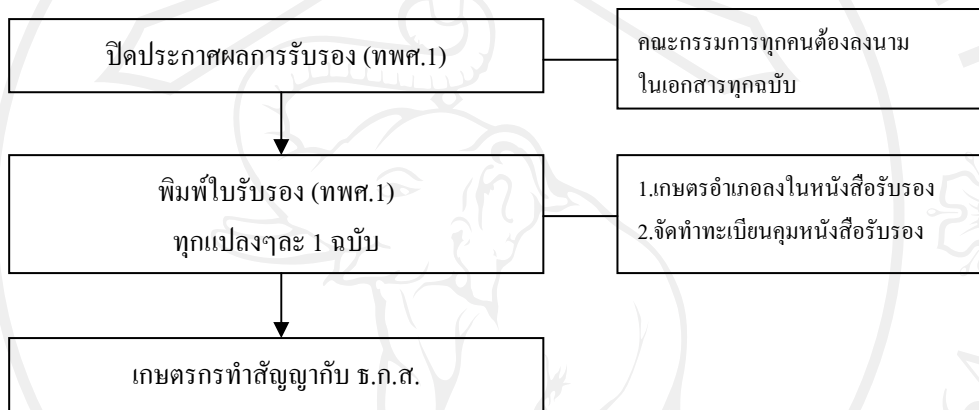 ปิดประกาศผลการรับรอง (ทพศ.1)
คณะกรรมการทุกคนต้องลงนาม
ในเอกสารทุกฉบับ
พิมพ์ใบรับรอง (ทพศ.1)
ทุกแปลงๆละ 1 ฉบับ
1.เกษตรอำเภอลงในหนังสือรับรอง
2.จัดทำทะเบียนคุมหนังสือรับรอง
เกษตรกรทำสัญญากับ ธ.ก.ส.